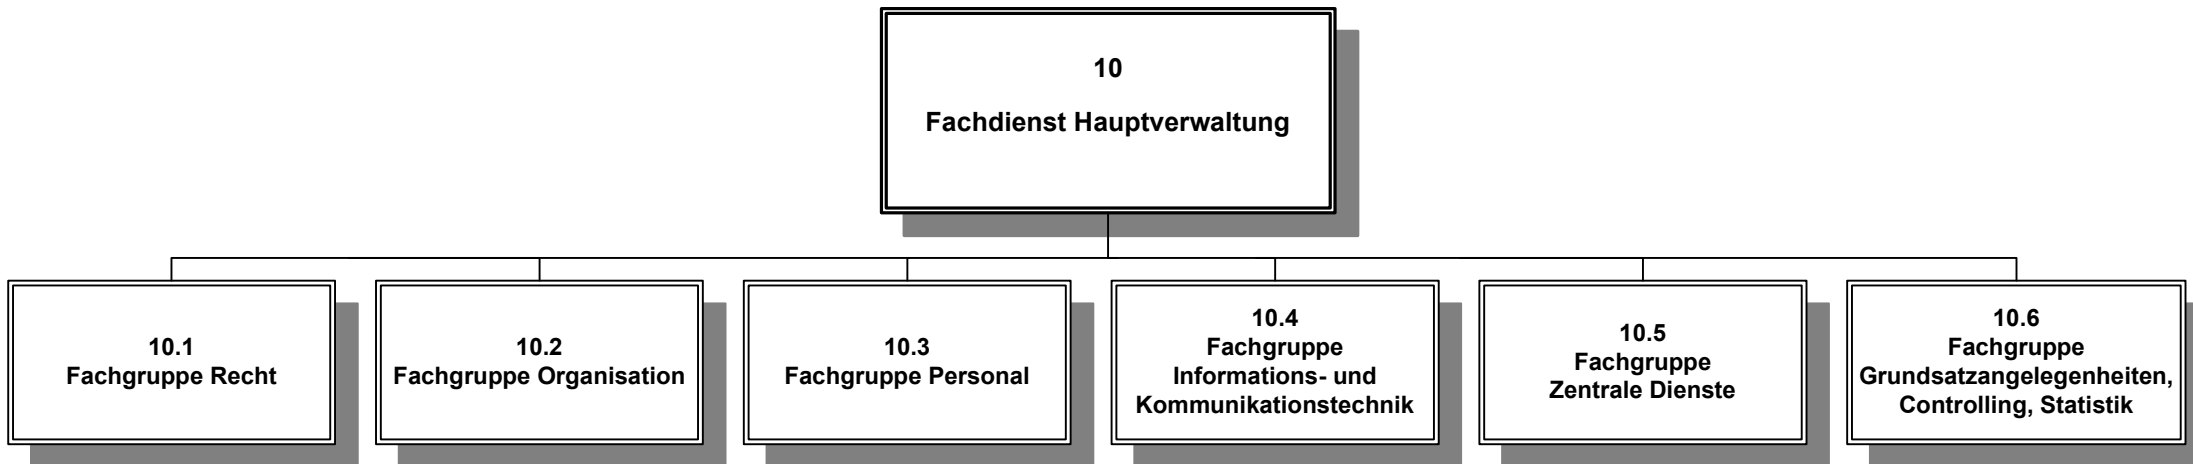 10
Fachdienst Hauptverwaltung
10.1
Fachgruppe Recht
10.2
Fachgruppe Organisation
10.3
Fachgruppe Personal
10.4
Fachgruppe
Informations- und
Kommunikationstechnik
10.5
Fachgruppe
Zentrale Dienste
10.6
Fachgruppe
Grundsatzangelegenheiten,
Controlling, Statistik